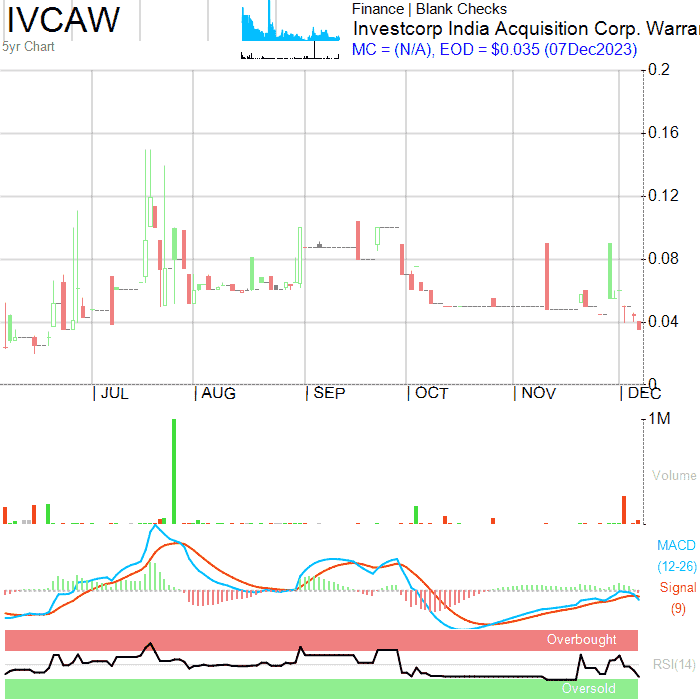 IVCAW
5yr Chart
Finance | Blank Checks
Investcorp India Acquisition Corp. Warra
MC = (N/A), EOD = $0.035 (07Dec2023)
0.2
0.16
0.12
0.08
0.04
0
JUL
AUG
SEP
OCT
NOV
DEC
1M
Volume
MACD
(12-26)
Signal
(9)
Overbought
RSI(14)
Oversold